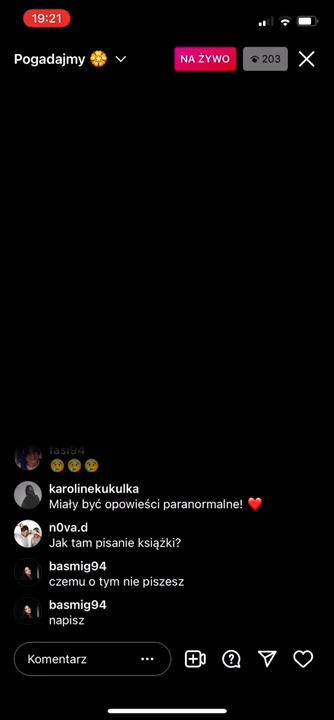 19:21
Pogadajmy
NA ŻYWO
203
fasi94
😢😢😢
karolinekukulka
Miały być opowieści paranormalne! ❤️
n0va.d
Jak tam pisanie książki?
basmig94
czemu o tym nie piszesz
basmig94
napisz
Komentarz